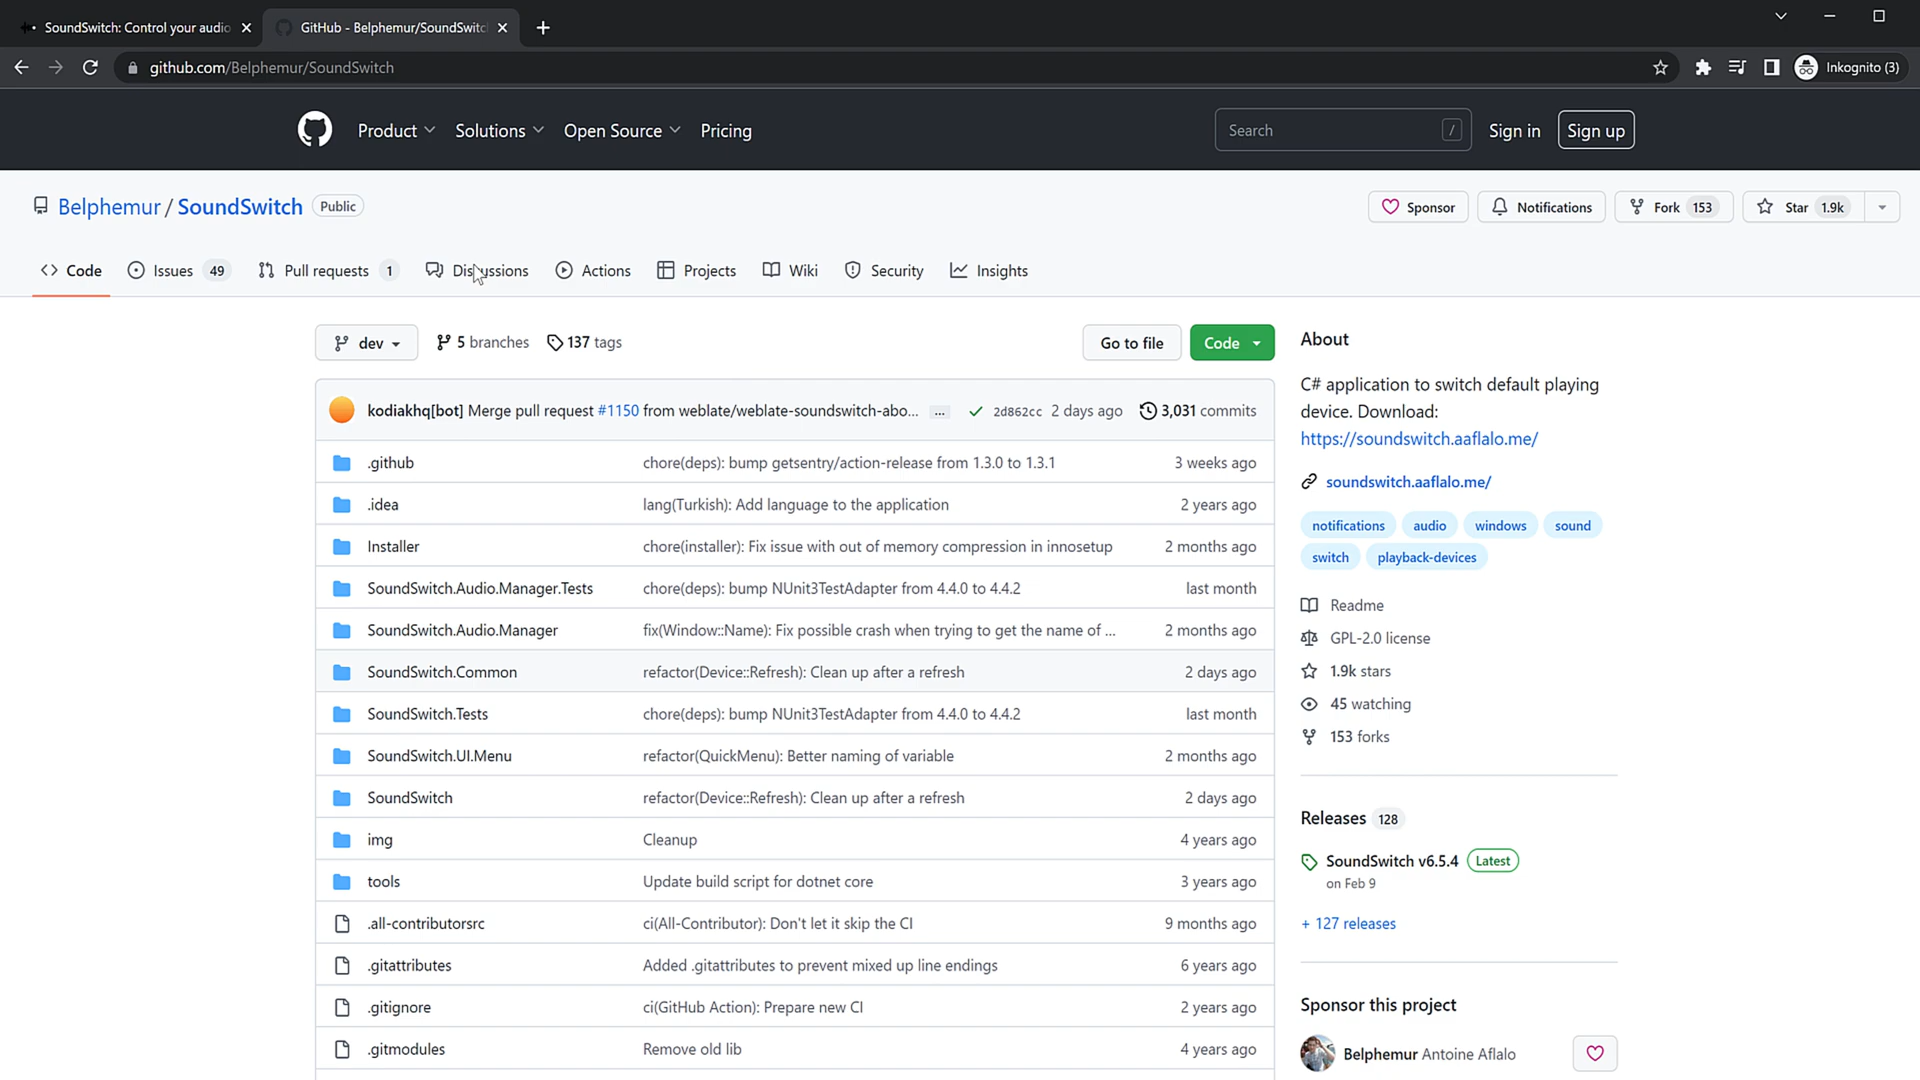 SoundSwitch: Control your audio
GitHub - Belphemur/SoundSwitc
github.com/Belphemur/SoundSwitch
Inkognito (3)
Product
Solutions
Open Source
Pricing
Search /
Sign in
Sign up
Belphemur / SoundSwitch Public
Sponsor
Notifications
Fork 153
Star 1.9k
Code
Issues 49
Pull requests 1
Discussions
Actions
Projects
Wiki
Security
Insights
dev
5 branches
137 tags
Go to file
Code
kodiakhq[bot] Merge pull request #1150 from weblate/weblate-soundswitch-abo... ... 2d862cc 2 days ago 3,031 commits
.github chore(deps): bump getsentry/action-release from 1.3.0 to 1.3.1 3 weeks ago
.idea lang(Turkish): Add language to the application 2 years ago
Installer chore(installer): Fix issue with out of memory compression in innosetup 2 months ago
SoundSwitch.Audio.Manager.Tests chore(deps): bump NUnit3TestAdapter from 4.4.0 to 4.4.2 last month
SoundSwitch.Audio.Manager fix(Window::Name): Fix possible crash when trying to get the name of ... 2 months ago
SoundSwitch.Common refactor(Device::Refresh): Clean up after a refresh 2 days ago
SoundSwitch.Tests chore(deps): bump NUnit3TestAdapter from 4.4.0 to 4.4.2 last month
SoundSwitch.UI.Menu refactor(QuickMenu): Better naming of variable 2 months ago
SoundSwitch refactor(Device::Refresh): Clean up after a refresh 2 days ago
img Cleanup 4 years ago
tools Update build script for dotnet core 3 years ago
.all-contributorsrc ci(All-Contributor): Don't let it skip the CI 9 months ago
.gitattributes Added .gitattributes to prevent mixed up line endings 6 years ago
.gitignore ci(GitHub Action): Prepare new CI 2 years ago
.gitmodules Remove old lib 4 years ago
About
C# application to switch default playing
device. Download:
https://soundswitch.aaflalo.me/
soundswitch.aaflalo.me/
notifications audio windows sound
switch playback-devices
Readme
GPL-2.0 license
1.9k stars
45 watching
153 forks
Releases 128
SoundSwitch v6.5.4 Latest
on Feb 9
+ 127 releases
Sponsor this project
Belphemur Antoine Aflalo